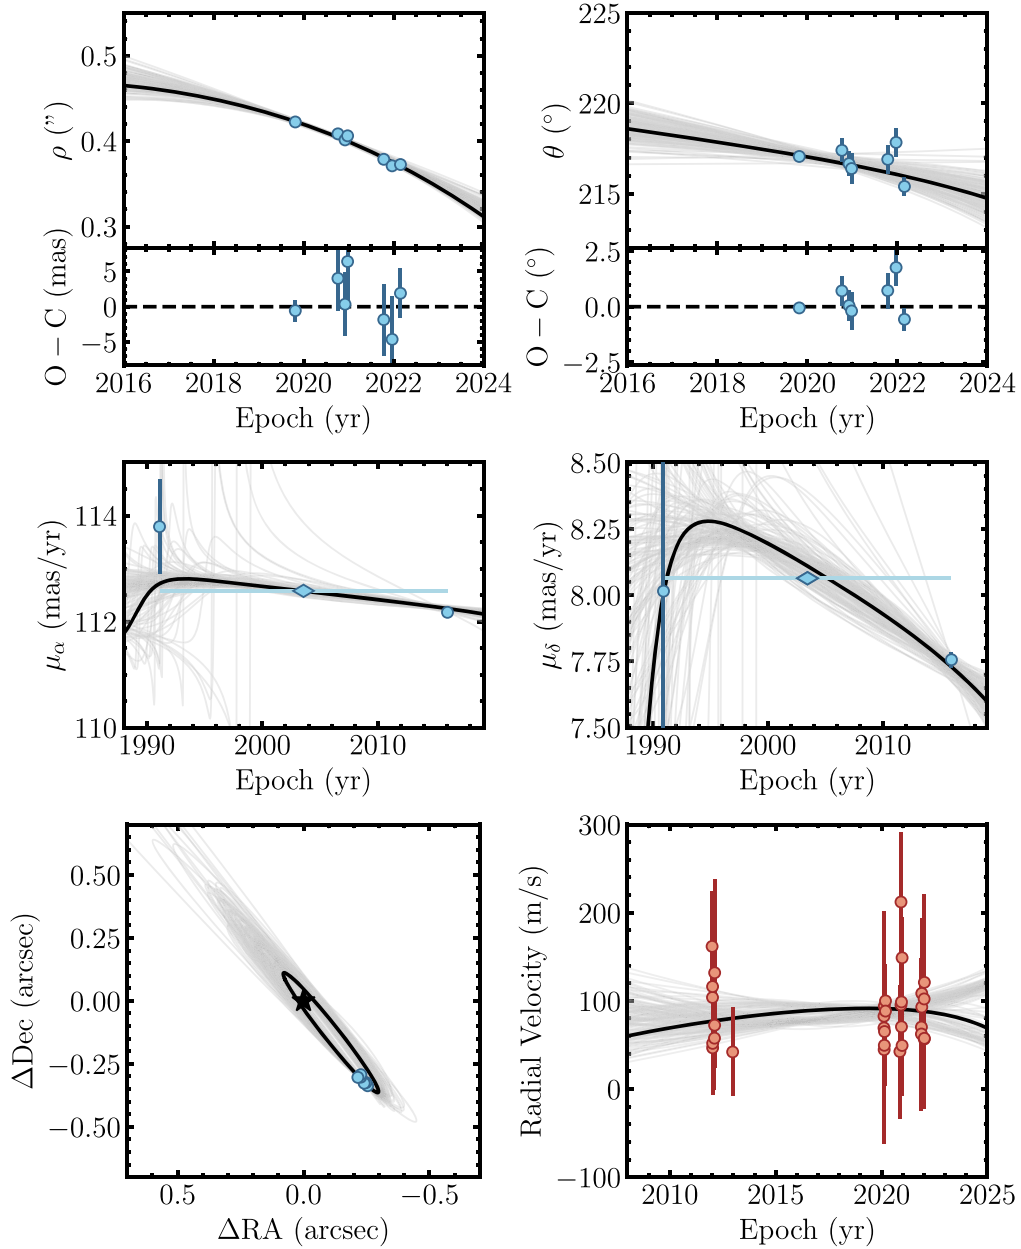 0.5
0.4
0.3
ρ (")
5
0
−5
O − C (mas)
2016 2018 2020 2022 2024
Epoch (yr)
225
220
215
θ (°)
2.5
0.0
−2.5
O − C (°)
2016 2018 2020 2022 2024
Epoch (yr)
114
112
110
μα (mas/yr)
1990 2000 2010
Epoch (yr)
8.50
8.25
8.00
7.75
7.50
μδ (mas/yr)
1990 2000 2010
Epoch (yr)
0.50
0.25
0.00
−0.25
−0.50
ΔDec (arcsec)
0.5 0.0 −0.5
ΔRA (arcsec)
300
200
100
0
−100
Radial Velocity (m/s)
2010 2015 2020 2025
Epoch (yr)